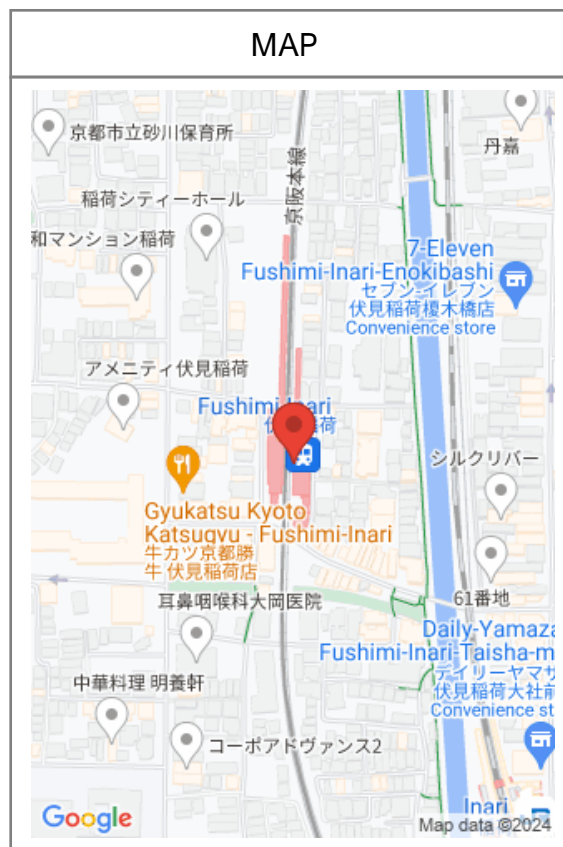 MAP
京都市立砂川保育所
丹嘉
京阪本線
稲荷シティーホール
和マンション稲荷
7-Eleven
Fushimi-Inari-Enokibashi
セブン-イレブン
伏見稲荷榎木橋店
Convenience store
アメニティ伏見稲荷
Fushimi-Inari
伏見稲荷
シルクリバー
Gyukatsu Kyoto
Katsugyu - Fushimi-Inari
牛カツ京都勝
牛 伏見稲荷店
61番地
耳鼻咽喉科大岡医院
Daily-Yamaza
Fushimi-Inari-Taisha-m
デイリーヤマサ
伏見稲荷大社前
Convenience st
中華料理 明養軒
コーポアドヴァンス2
Inari
Google
Map data ©2024